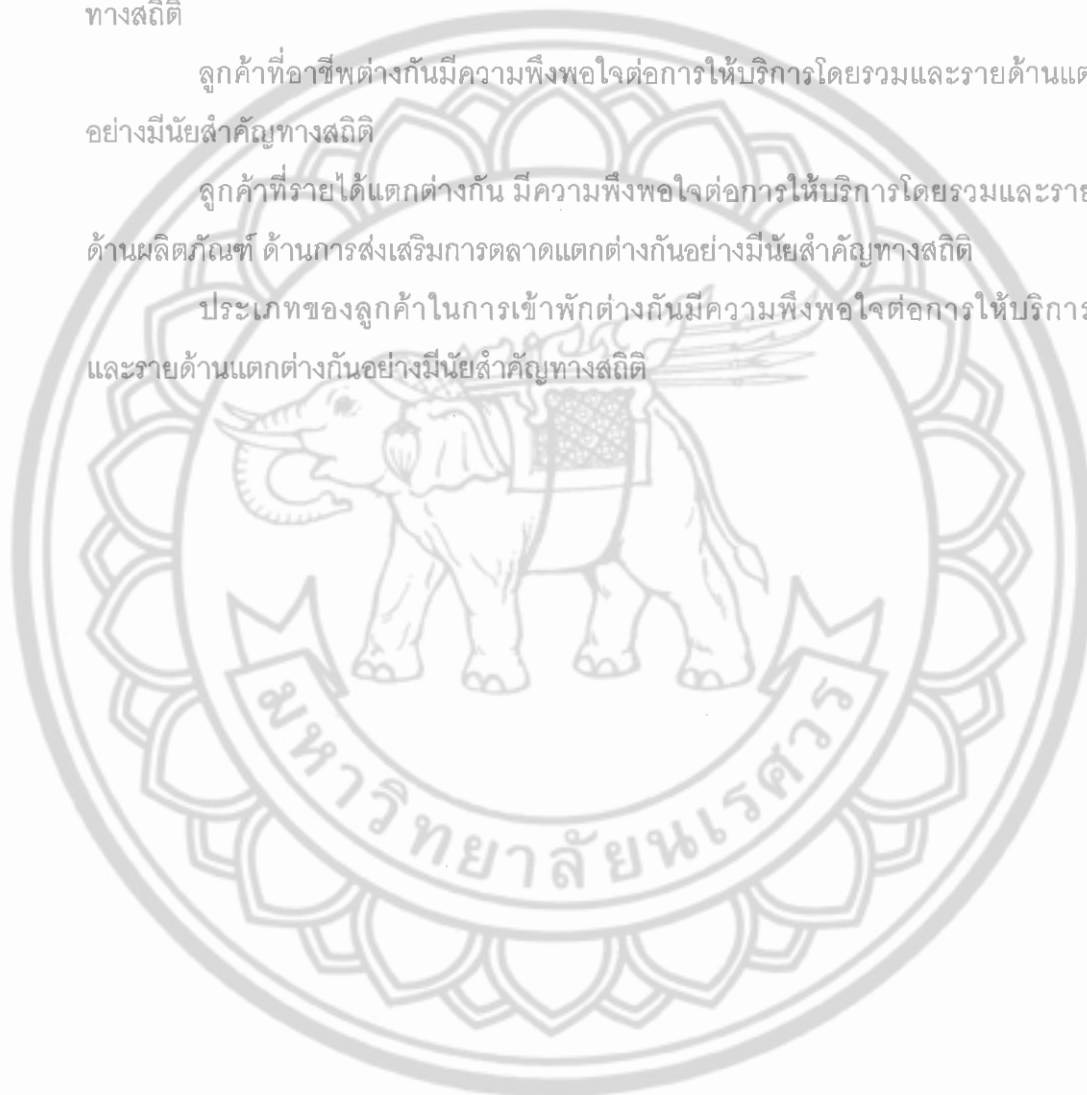 ทางสถิติ
ลูกค้าที่อาชีพต่างกันมีความพึงพอใจต่อการให้บริการโดยรวมและรายด้านแต
อย่างมีนัยสำคัญทางสถิติ
ลูกค้าที่รายได้แตกต่างกัน มีความพึงพอใจต่อการให้บริการโดยรวมและราย
ด้านผลิตภัณฑ์ ด้านการส่งเสริมการตลาดแตกต่างกันอย่างมีนัยสำคัญทางสถิติ
ประเภทของลูกค้าในการเข้าพักต่างกันมีความพึงพอใจต่อการให้บริการ
และรายด้านแตกต่างกันอย่างมีนัยสำคัญทางสถิติ
มหาวิทยาลัยนเรศวร